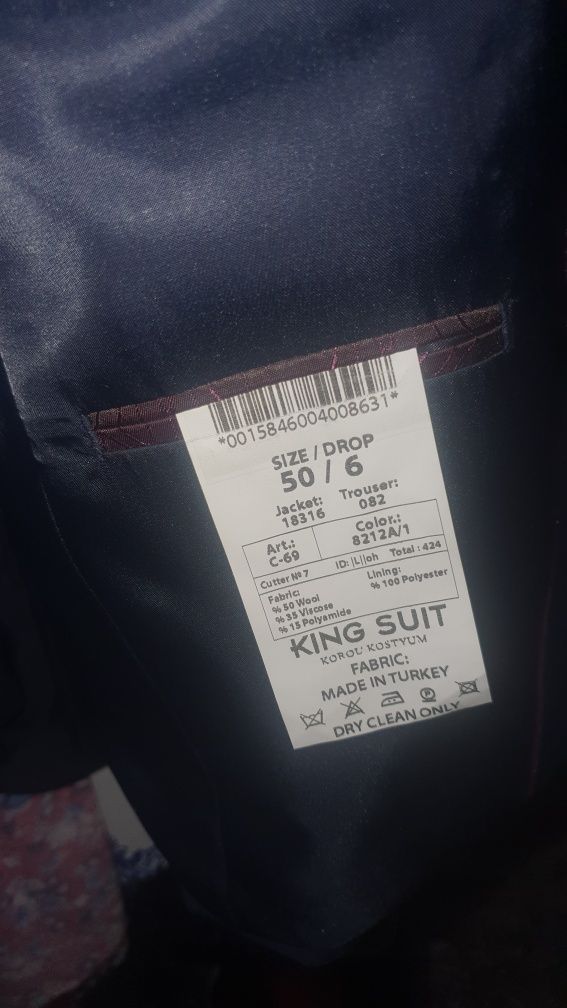 *0015846004008631*
SIZE / DROP
50 / 6
Jacket: Trouser:
18316 082
Art.: Color.:
C-69 8212A/1
Cutter № 7 ID: |L||oh Total : 424
Fabric: Lining:
% 50 Wool % 100 Polyester
% 35 Viscose
% 15 Polyamide
KING SUIT
KOROLI KOSTYUM
FABRIC:
MADE IN TURKEY
DRY CLEAN ONLY